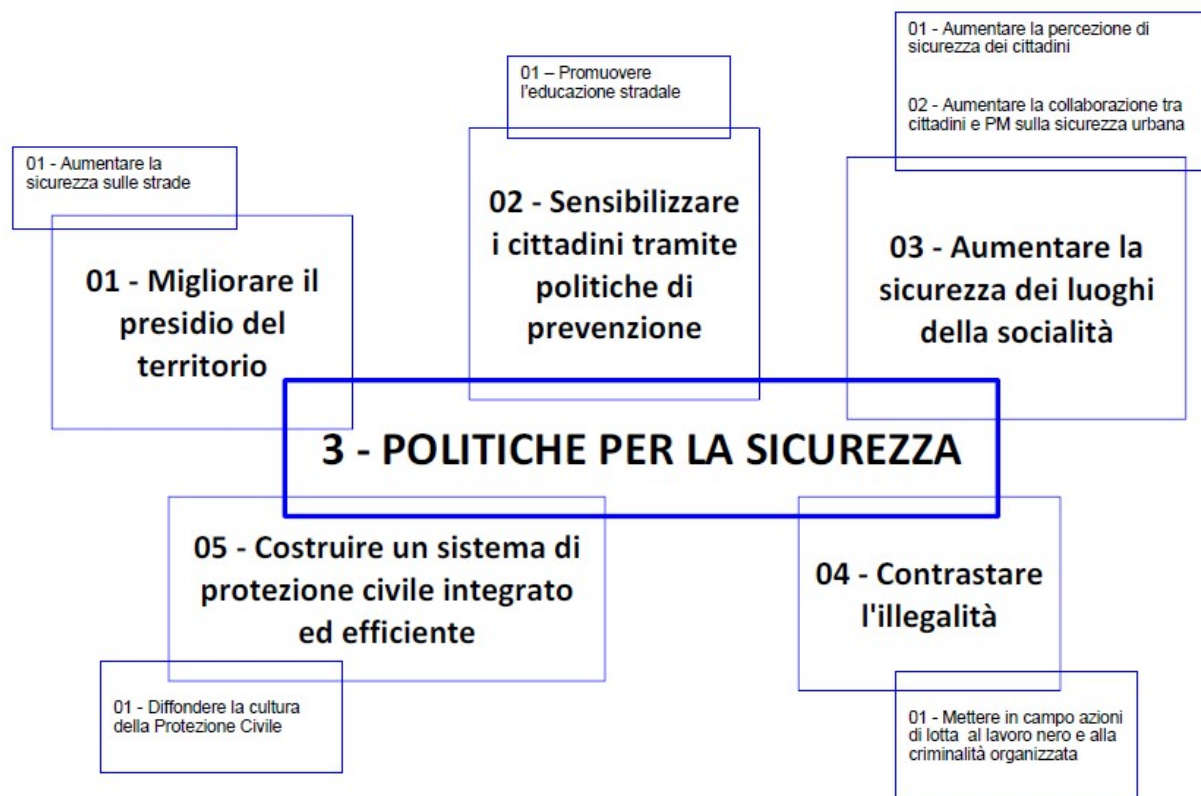 01 - Aumentare la
sicurezza sulle strade
01 - Migliorare il
presidio del
territorio
01 – Promuovere
l'educazione stradale
02 - Sensibilizzare
i cittadini tramite
politiche di
prevenzione
01 - Aumentare la percezione di
sicurezza dei cittadini
02 - Aumentare la collaborazione tra
cittadini e PM sulla sicurezza urbana
03 - Aumentare la
sicurezza dei luoghi
della socialità
3 - POLITICHE PER LA SICUREZZA
05 - Costruire un sistema di
protezione civile integrato
ed efficiente
01 - Diffondere la cultura
della Protezione Civile
04 - Contrastare
l'illegalità
01 - Mettere in campo azioni
di lotta al lavoro nero e alla
criminalità organizzata